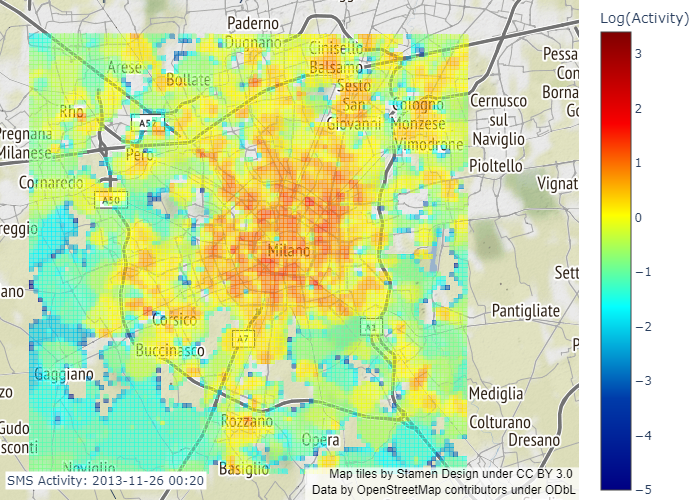 Log(Activity)
Paderno
Dugnano
Cinisello
Balsamo
Arese
Bollate
Sesto
San
Giovanni
Cologno
Monzese
Vimodrone
Rho
A52
Pero
Pregnana
Milanese
Cornaredo
A50
reggio
Cernusco
sul
Naviglio
Pioltello
Vignat
Pessa
Con
Borna
Go
Milano
Sett
ano
Pantigliate
P
Corsico
A7
A1
Buccinasco
Gaggiano
zo
Gudo
sconti
Rozzano
Opera
Mediglia
Colturano
Dresano
Noviglio
Basiglio
SMS Activity: 2013-11-26 00:20
Map tiles by Stamen Design under CC BY 3.0
Data by OpenStreetMap contributors under ODbL
3
2
1
0
−1
−2
−3
−4
−5